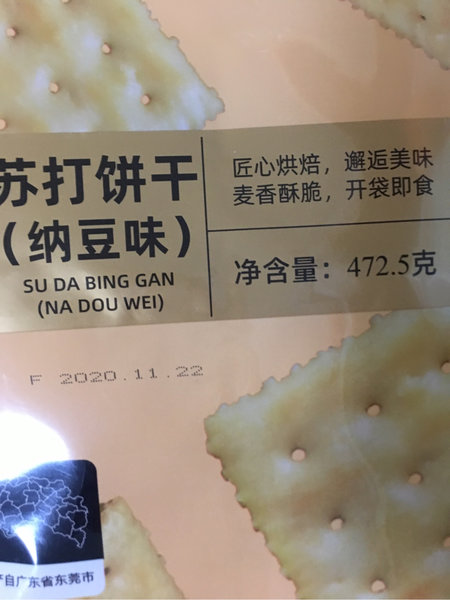 苏打饼干
（纳豆味）
SU DA BING GAN
(NA DOU WEI)
匠心烘焙，邂逅美味
麦香酥脆，开袋即食
净含量：472.5克
F 2020.11.22
产自广东省东莞市